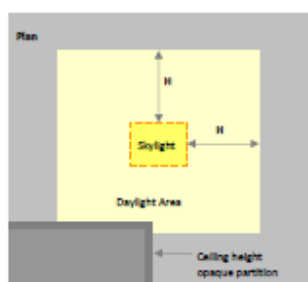 Plan
H
H
Skylight
Daylight Area
Ceiling height
opaque partition